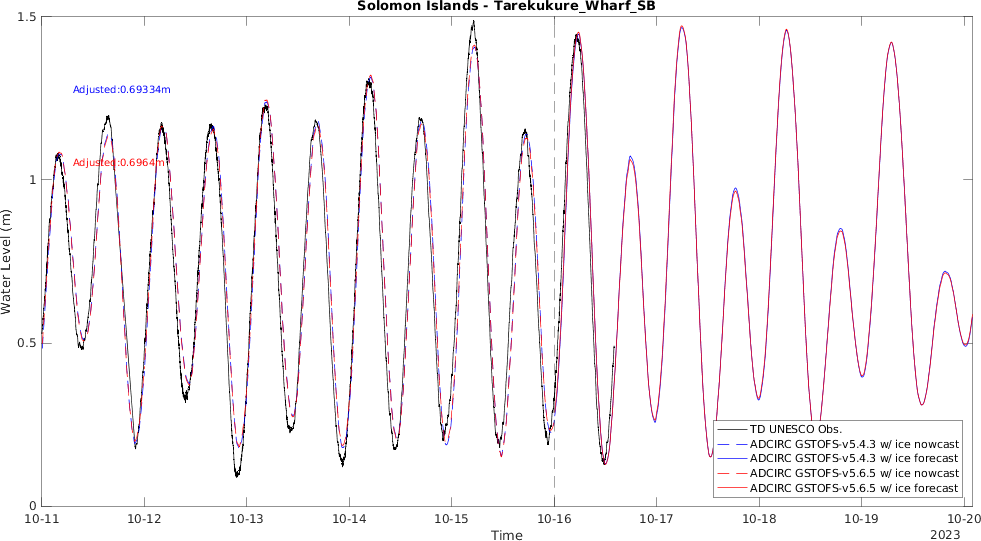 Solomon Islands - Tarekukure_Wharf_SB
1.5
Adjusted:0.69334m
Adjusted:0.6964m
1
Water Level (m)
0.5
TD UNESCO Obs.
ADCIRC GSTOFS-v5.4.3 w/ ice nowcast
ADCIRC GSTOFS-v5.4.3 w/ ice forecast
ADCIRC GSTOFS-v5.6.5 w/ ice nowcast
ADCIRC GSTOFS-v5.6.5 w/ ice forecast
0
10-11 10-12 10-13 10-14 10-15 10-16 10-17 10-18 10-19 10-20
Time
2023